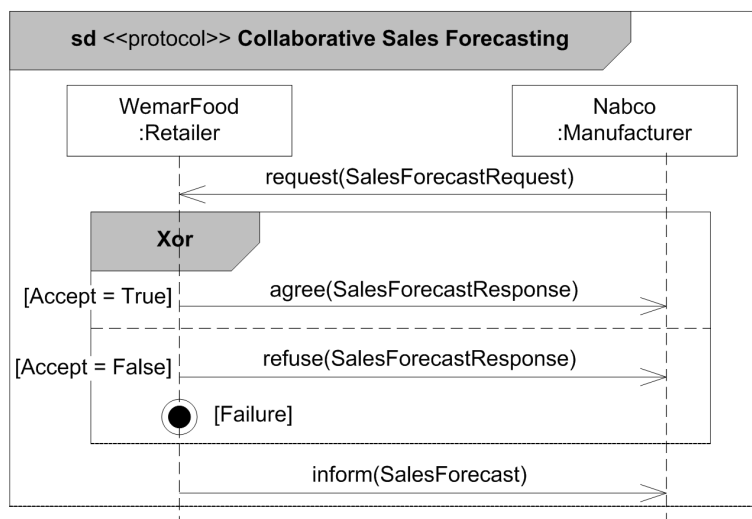 sd <<protocol>> Collaborative Sales Forecasting
WemarFood
:Retailer
Nabco
:Manufacturer
request(SalesForecastRequest)
Xor
[Accept = True]
agree(SalesForecastResponse)
[Accept = False]
refuse(SalesForecastResponse)
[Failure]
inform(SalesForecast)